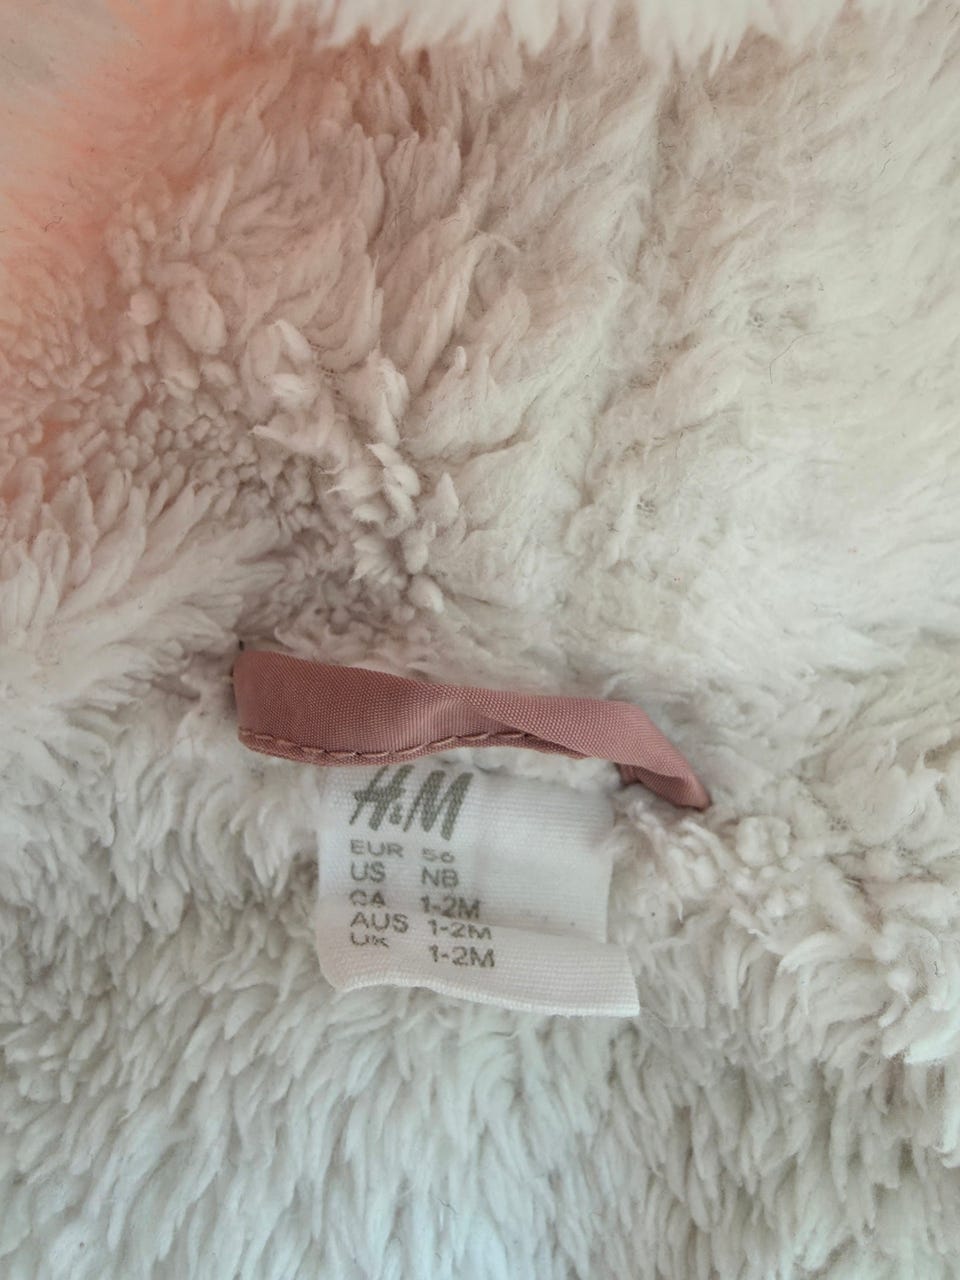 H&M
EUR 56
US NB
CA 1-2M
AUS 1-2M
UK 1-2M